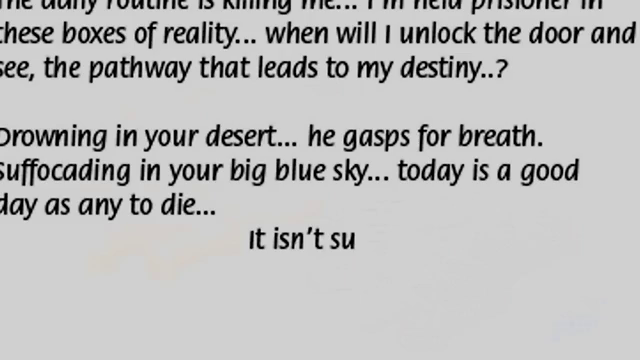 The daily routine is killing me... I'm held prisioner in
these boxes of reality... when will I unlock the door and
see, the pathway that leads to my destiny..?
Drowning in your desert... he gasps for breath.
Suffocading in your big blue sky... today is a good
day as any to die...
It isn't su